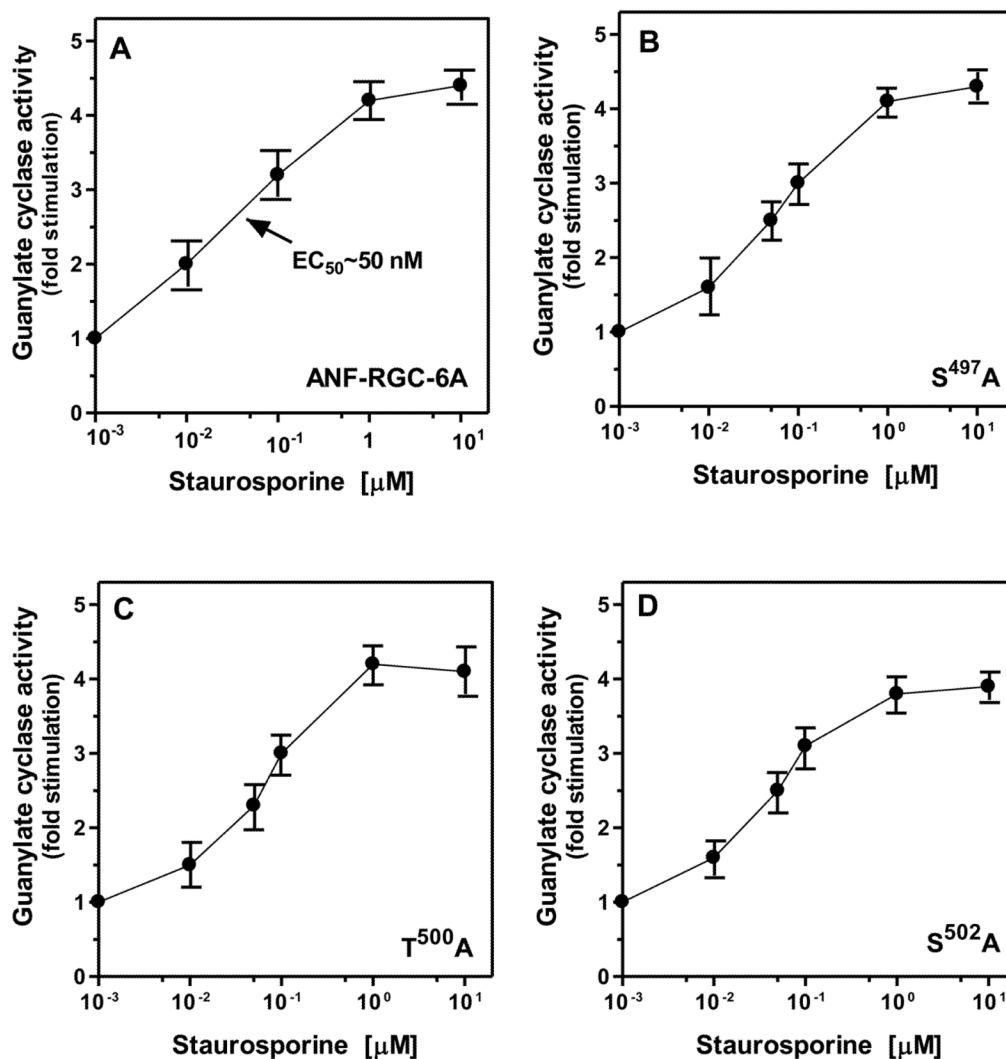 A
Guanylate cyclase activity
(fold stimulation)
5
4
3
2
1
0
EC₅₀~50 nM
ANF-RGC-6A
10⁻³ 10⁻² 10⁻¹ 1 10¹
Staurosporine [μM]
B
Guanylate cyclase activity
(fold stimulation)
5
4
3
2
1
0
S⁴⁹⁷A
10⁻³ 10⁻² 10⁻¹ 10⁰ 10¹
Staurosporine [μM]
C
Guanylate cyclase activity
(fold stimulation)
5
4
3
2
1
0
T⁵⁰⁰A
10⁻³ 10⁻² 10⁻¹ 10⁰ 10¹
Staurosporine [μM]
D
Guanylate cyclase activity
(fold stimulation)
5
4
3
2
1
0
S⁵⁰²A
10⁻³ 10⁻² 10⁻¹ 10⁰ 10¹
Staurosporine [μM]